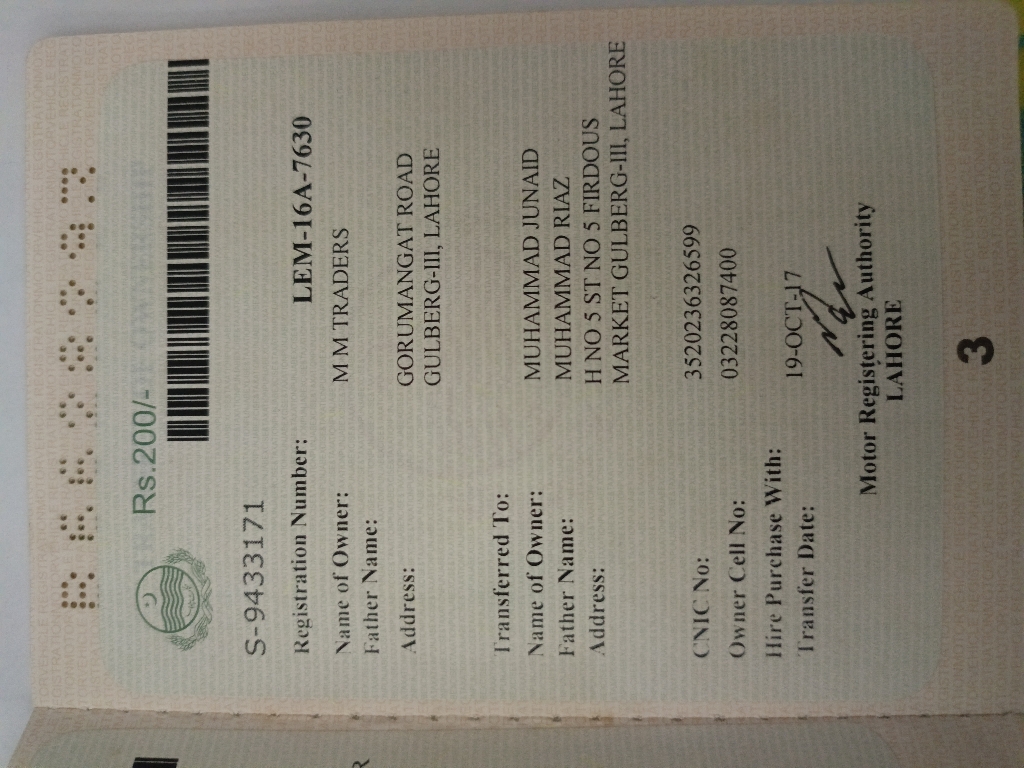 Rs.200/-
S-9433171
Registration Number: LEM-16A-7630
Name of Owner: M M TRADERS
Father Name:
Address: GORUMANGAT ROAD
GULBERG-III, LAHORE
Transferred To:
Name of Owner: MUHAMMAD JUNAID
Father Name: MUHAMMAD RIAZ
Address: H NO 5 ST NO 5 FIRDOUS
MARKET GULBERG-III, LAHORE
CNIC No: 3520236326599
Owner Cell No: 03228087400
Hire Purchase With:
Transfer Date: 19-OCT-17
Motor Registering Authority
LAHORE
3